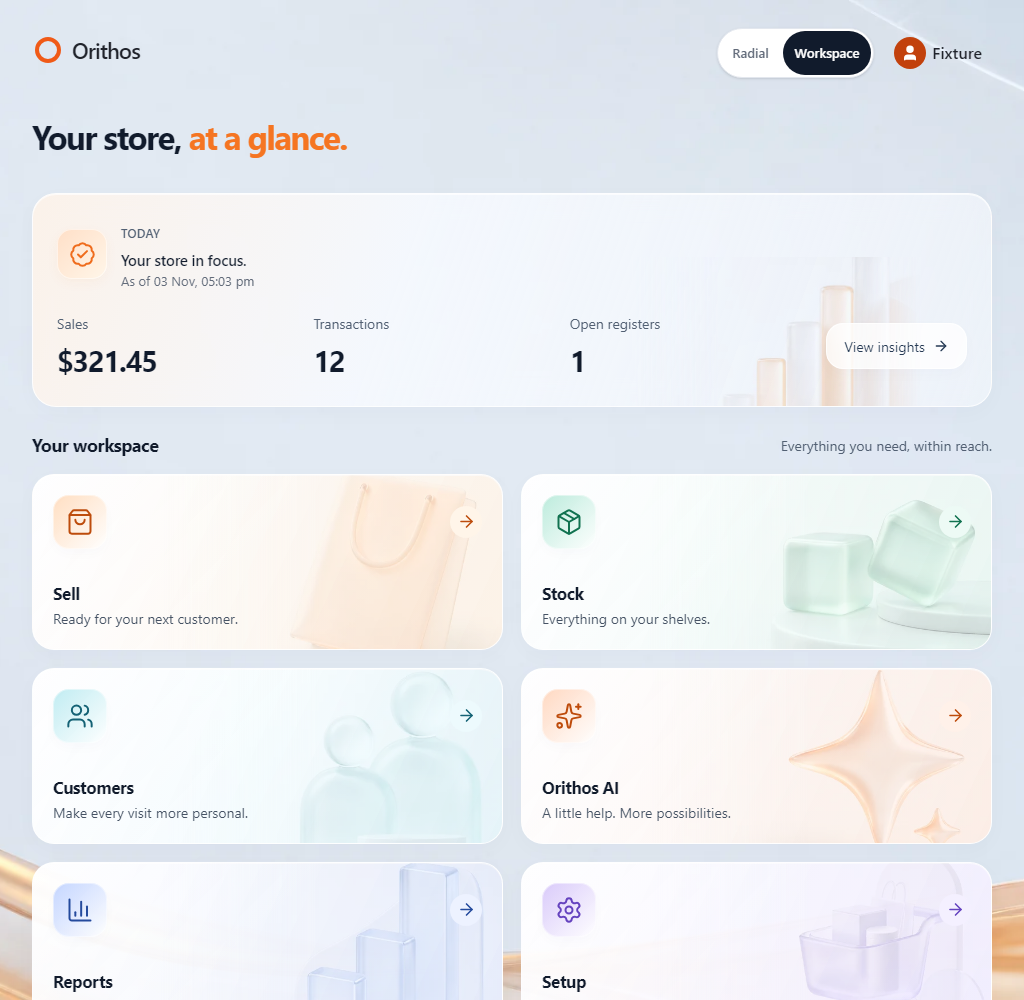 Orithos
Radial
Workspace
Fixture
Your store, at a glance.
TODAY
Your store in focus.
As of 03 Nov, 05:03 pm
Sales
$321.45
Transactions
12
Open registers
1
View insights
Your workspace
Everything you need, within reach.
Sell
Ready for your next customer.
Stock
Everything on your shelves.
Customers
Make every visit more personal.
Orithos AI
A little help. More possibilities.
Reports
Setup